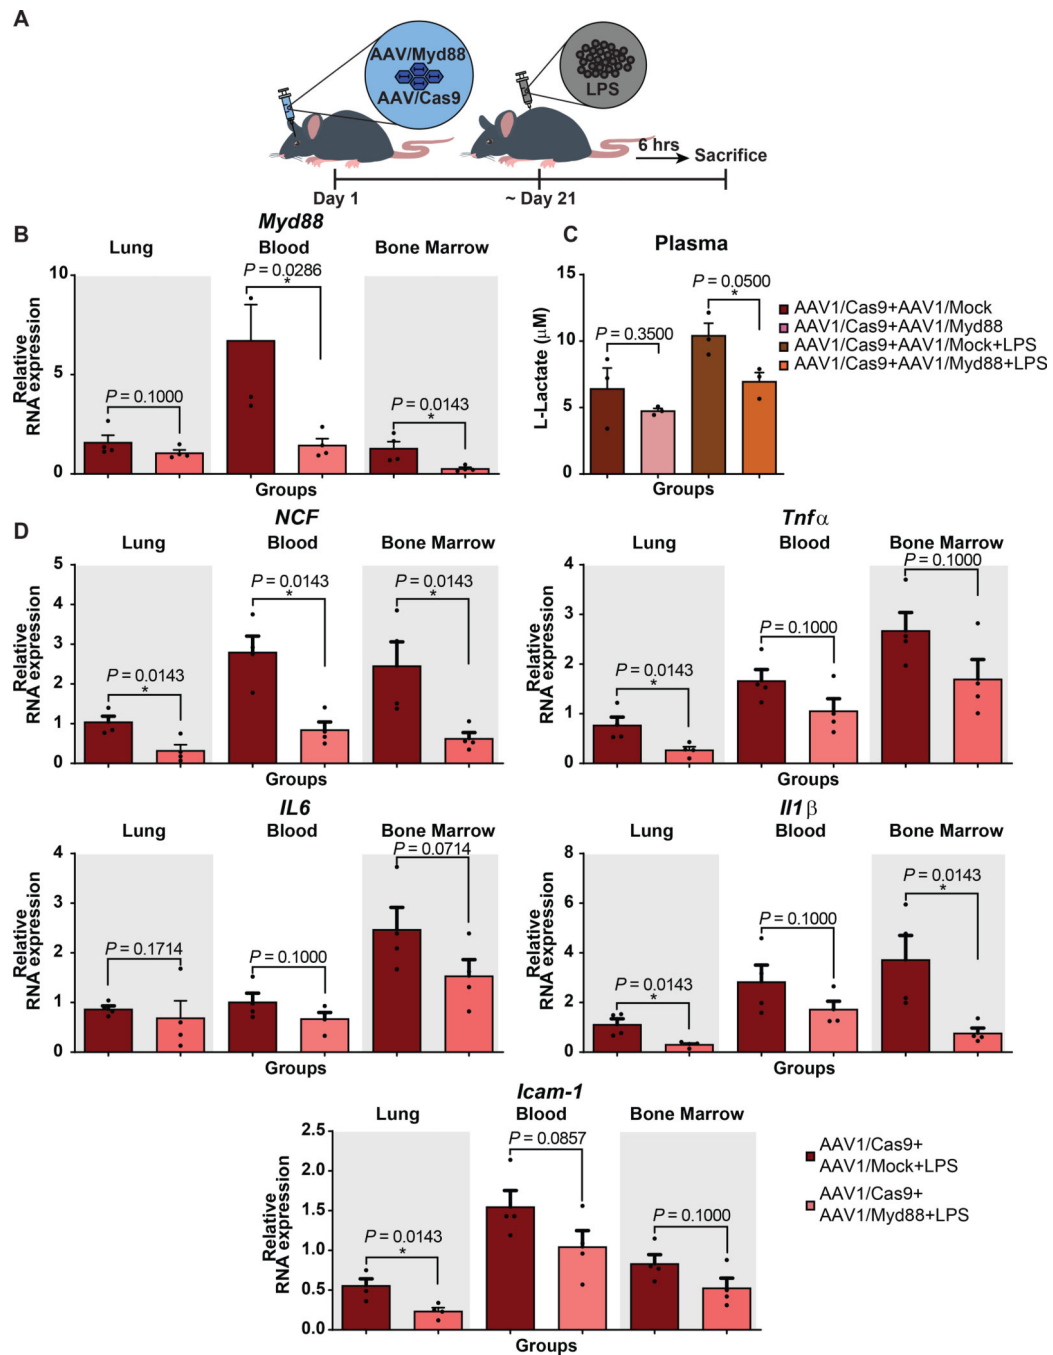 A
AAV/Myd88
AAV/Cas9
LPS
6 hrs
Sacrifice
Day 1
~ Day 21
B
Myd88
Lung
Blood
Bone Marrow
Relative
RNA expression
10
5
0
P = 0.1000
P = 0.0286
*
P = 0.0143
*
Groups
C
Plasma
L-Lactate (μM)
15
10
5
0
P = 0.3500
P = 0.0500
*
Groups
AAV1/Cas9+AAV1/Mock
AAV1/Cas9+AAV1/Myd88
AAV1/Cas9+AAV1/Mock+LPS
AAV1/Cas9+AAV1/Myd88+LPS
D
NCF
Lung
Blood
Bone Marrow
Relative
RNA expression
5
4
3
2
1
0
P = 0.0143
*
P = 0.0143
*
P = 0.0143
*
Groups
Tnfα
Lung
Blood
Bone Marrow
Relative
RNA expression
4
3
2
1
0
P = 0.0143
*
P = 0.1000
P = 0.1000
Groups
IL6
Lung
Blood
Bone Marrow
Relative
RNA expression
4
3
2
1
0
P = 0.1714
P = 0.1000
P = 0.0714
Groups
Il1β
Lung
Blood
Bone Marrow
Relative
RNA expression
8
6
4
2
0
P = 0.0143
*
P = 0.1000
P = 0.0143
*
Groups
Icam-1
Lung
Blood
Bone Marrow
Relative
RNA expression
2.5
2.0
1.5
1.0
0.5
0
P = 0.0143
*
P = 0.0857
P = 0.1000
Groups
AAV1/Cas9+
AAV1/Mock+LPS
AAV1/Cas9+
AAV1/Myd88+LPS